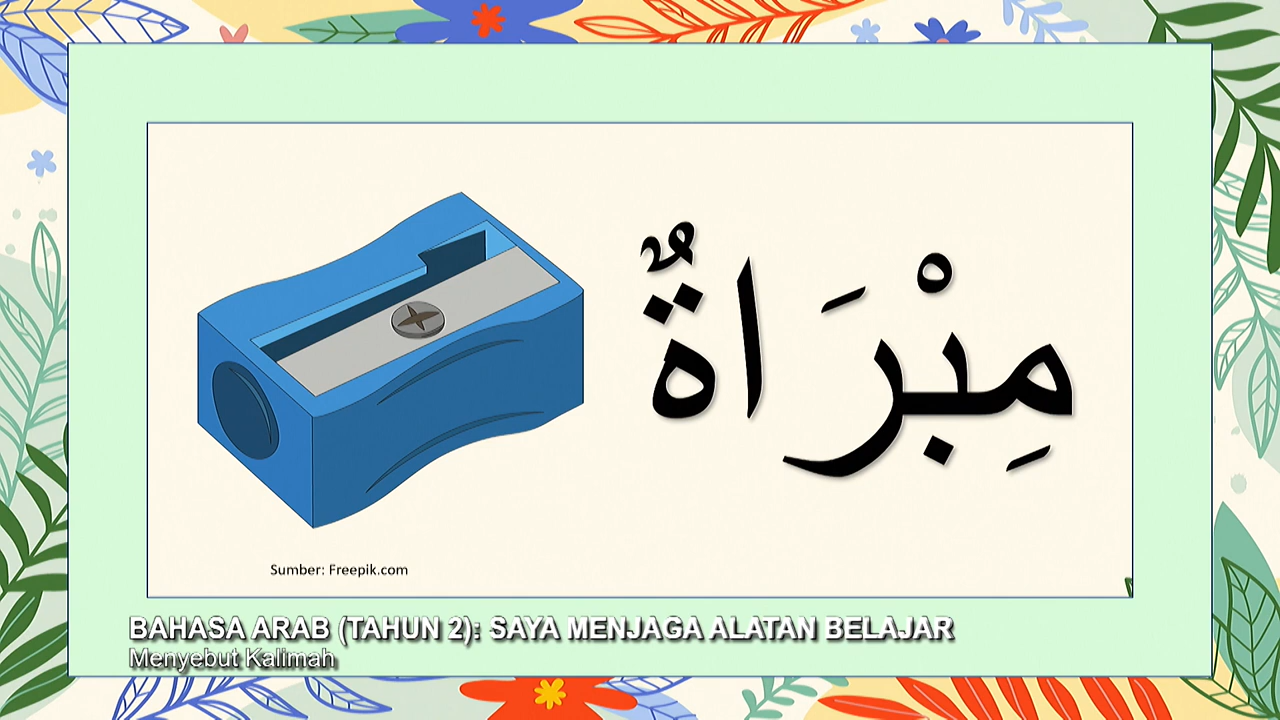 مِبْرَاةٌ
Sumber: Freepik.com
BAHASA ARAB (TAHUN 2): SAYA MENJAGA ALATAN BELAJAR
Menyebut Kalimah